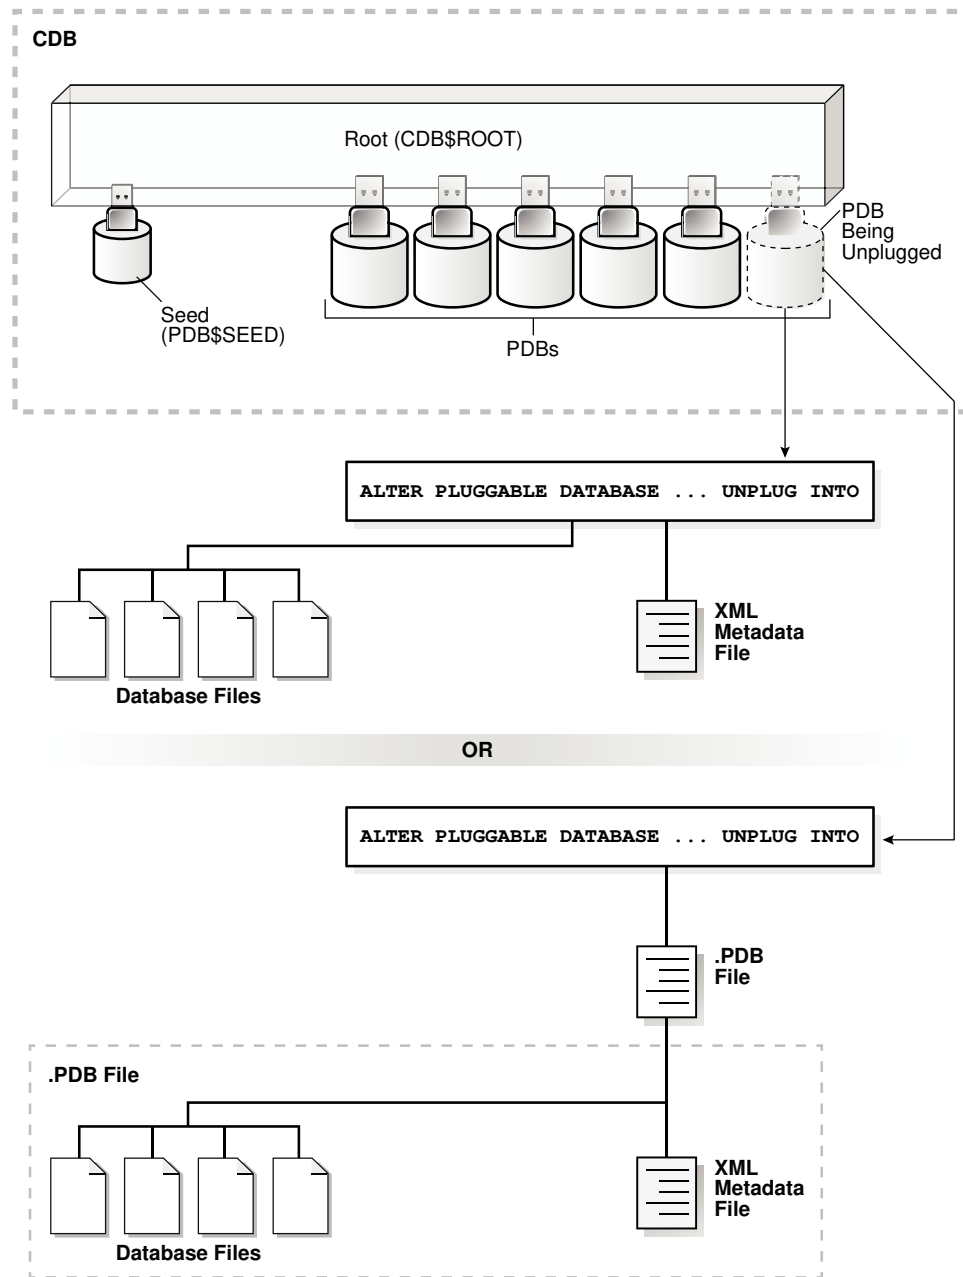 CDB
Root (CDB$ROOT)
PDB
Being
Unplugged
Seed
(PDB$SEED)
PDBs
ALTER PLUGGABLE DATABASE ... UNPLUG INTO
XML
Metadata
File
Database Files
OR
ALTER PLUGGABLE DATABASE ... UNPLUG INTO
.PDB
File
.PDB File
XML
Metadata
File
Database Files